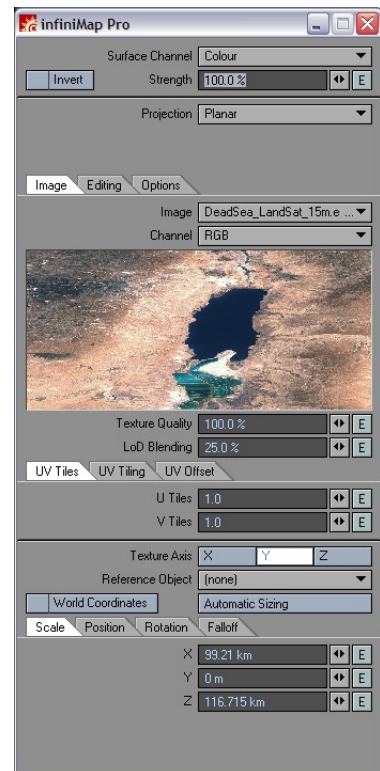 infiniMap Pro
Surface Channel Colour
Invert Strength 100.0 % E
Projection Planar
Image Editing Options
Image DeadSea_LandSat_15m.e ...
Channel RGB
Texture Quality 100.0 % E
LoD Blending 25.0 % E
UV Tiles UV Tiling UV Offset
U Tiles 1.0 E
V Tiles 1.0 E
Texture Axis X Y Z
Reference Object (none)
World Coordinates Automatic Sizing
Scale Position Rotation Falloff
X 99.21 km E
Y 0 m E
Z 116.715 km E